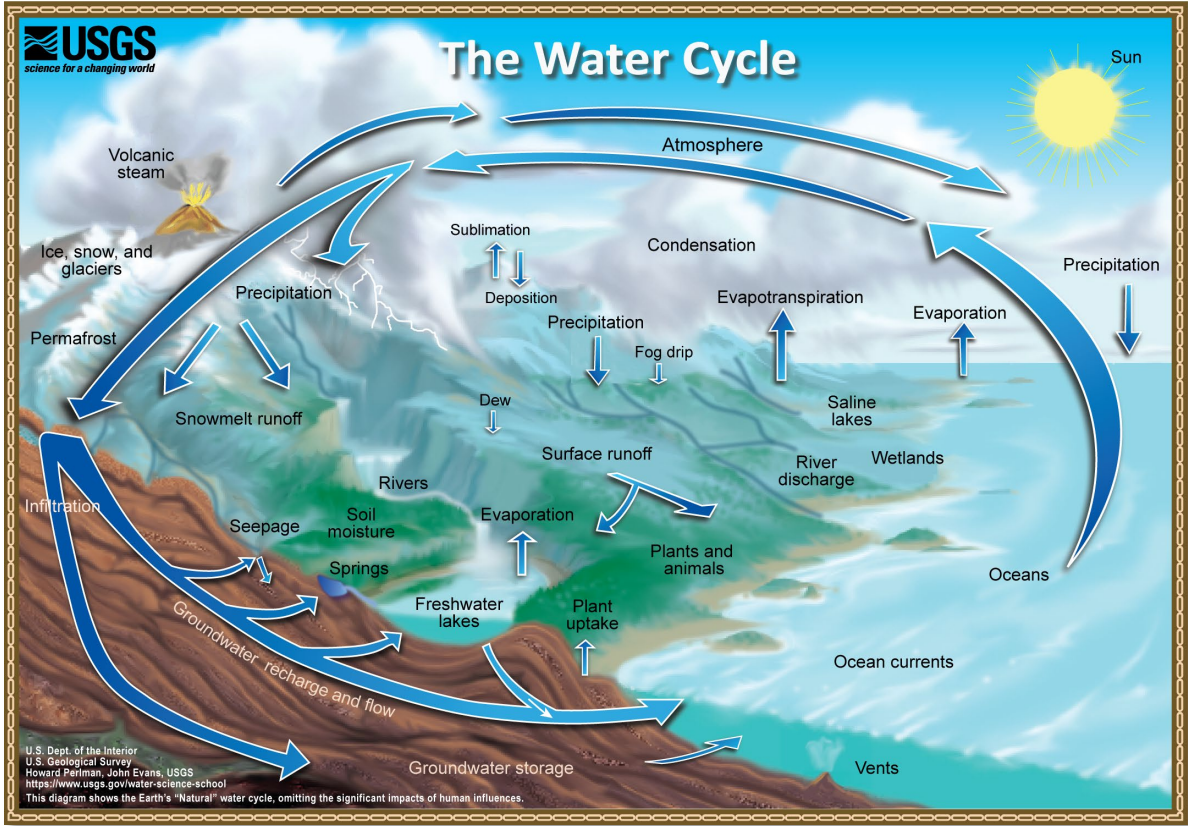 USGS
science for a changing world
The Water Cycle
Sun
Volcanic
steam
Atmosphere
Ice, snow, and
glaciers
Sublimation
Condensation
Precipitation
Precipitation
Deposition
Evapotranspiration
Evaporation
Permafrost
Precipitation
Fog drip
Snowmelt runoff
Dew
Saline
lakes
Surface runoff
River
discharge
Wetlands
Rivers
Infiltration
Seepage
Soil
moisture
Evaporation
Plants and
animals
Springs
Oceans
Freshwater
lakes
Plant
uptake
Groundwater recharge and flow
Ocean currents
Groundwater storage
Vents
U.S. Dept. of the Interior
U.S. Geological Survey
Howard Perlman, John Evans, USGS
https://www.usgs.gov/water-science-school
This diagram shows the Earth's “Natural” water cycle, omitting the significant impacts of human influences.